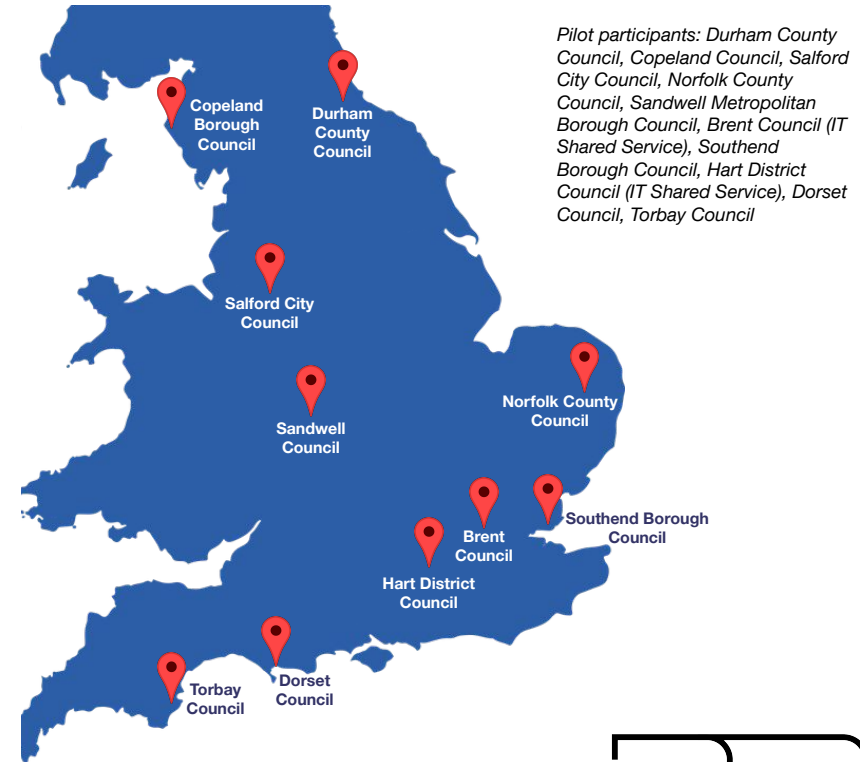 Pilot participants: Durham County
Council, Copeland Council, Salford
City Council, Norfolk County
Council, Sandwell Metropolitan
Borough Council, Brent Council (IT
Shared Service), Southend
Borough Council, Hart District
Council (IT Shared Service), Dorset
Council, Torbay Council
Copeland
Borough
Council
Durham
County
Council
Salford City
Council
Norfolk County
Council
Sandwell
Council
Southend Borough
Council
Brent
Council
Hart District
Council
Dorset
Council
Torbay
Council